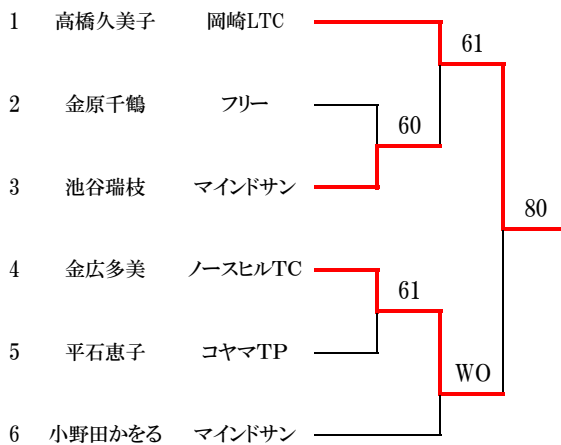 1 高橋久美子 岡崎LTC
61
2 金原千鶴 フリー
60
3 池谷瑞枝 マインドサン
80
4 金広多美 ノースヒルTC
61
5 平石恵子 コヤマTP
WO
6 小野田かをる マインドサン